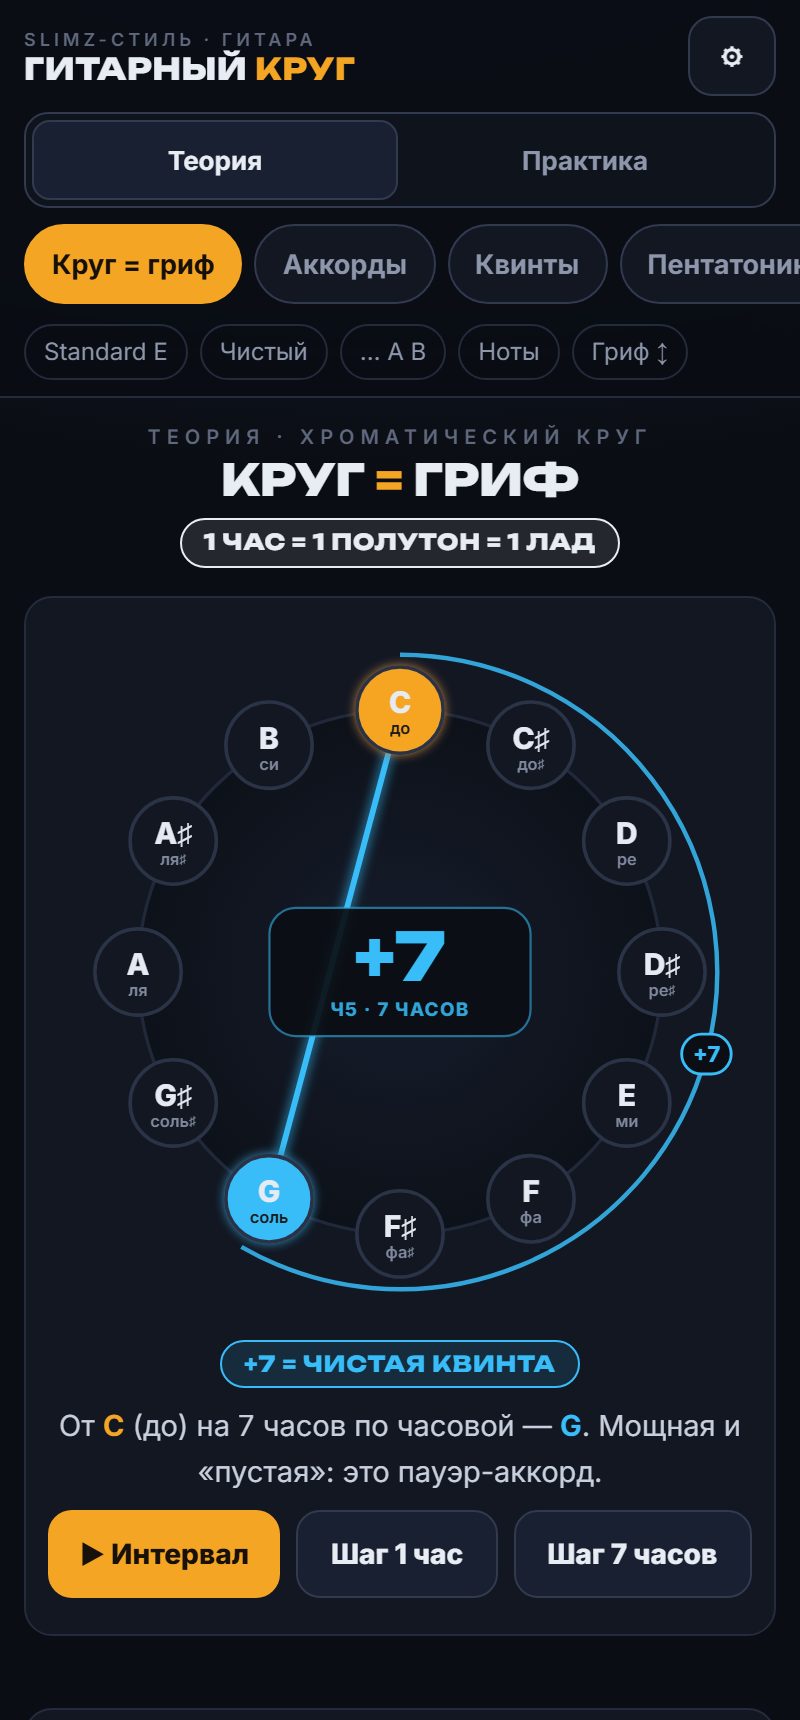 SLIMZ-СТИЛЬ · ГИТАРА
ГИТАРНЫЙ КРУГ
⚙
Теория
Практика
Круг = гриф
Аккорды
Квинты
Пентатоник
Standard E
Чистый
... A B
Ноты
Гриф ↕
ТЕОРИЯ · ХРОМАТИЧЕСКИЙ КРУГ
КРУГ = ГРИФ
1 ЧАС = 1 ПОЛУТОН = 1 ЛАД
C
до
B
си
C♯
до♯
A♯
ля♯
D
ре
A
ля
+7
Ч5 · 7 ЧАСОВ
D♯
ре♯
+7
G♯
соль♯
E
ми
G
соль
F
фа
F♯
фа♯
+7 = ЧИСТАЯ КВИНТА
От C (до) на 7 часов по часовой — G. Мощная и
«пустая»: это пауэр-аккорд.
▶ Интервал
Шаг 1 час
Шаг 7 часов